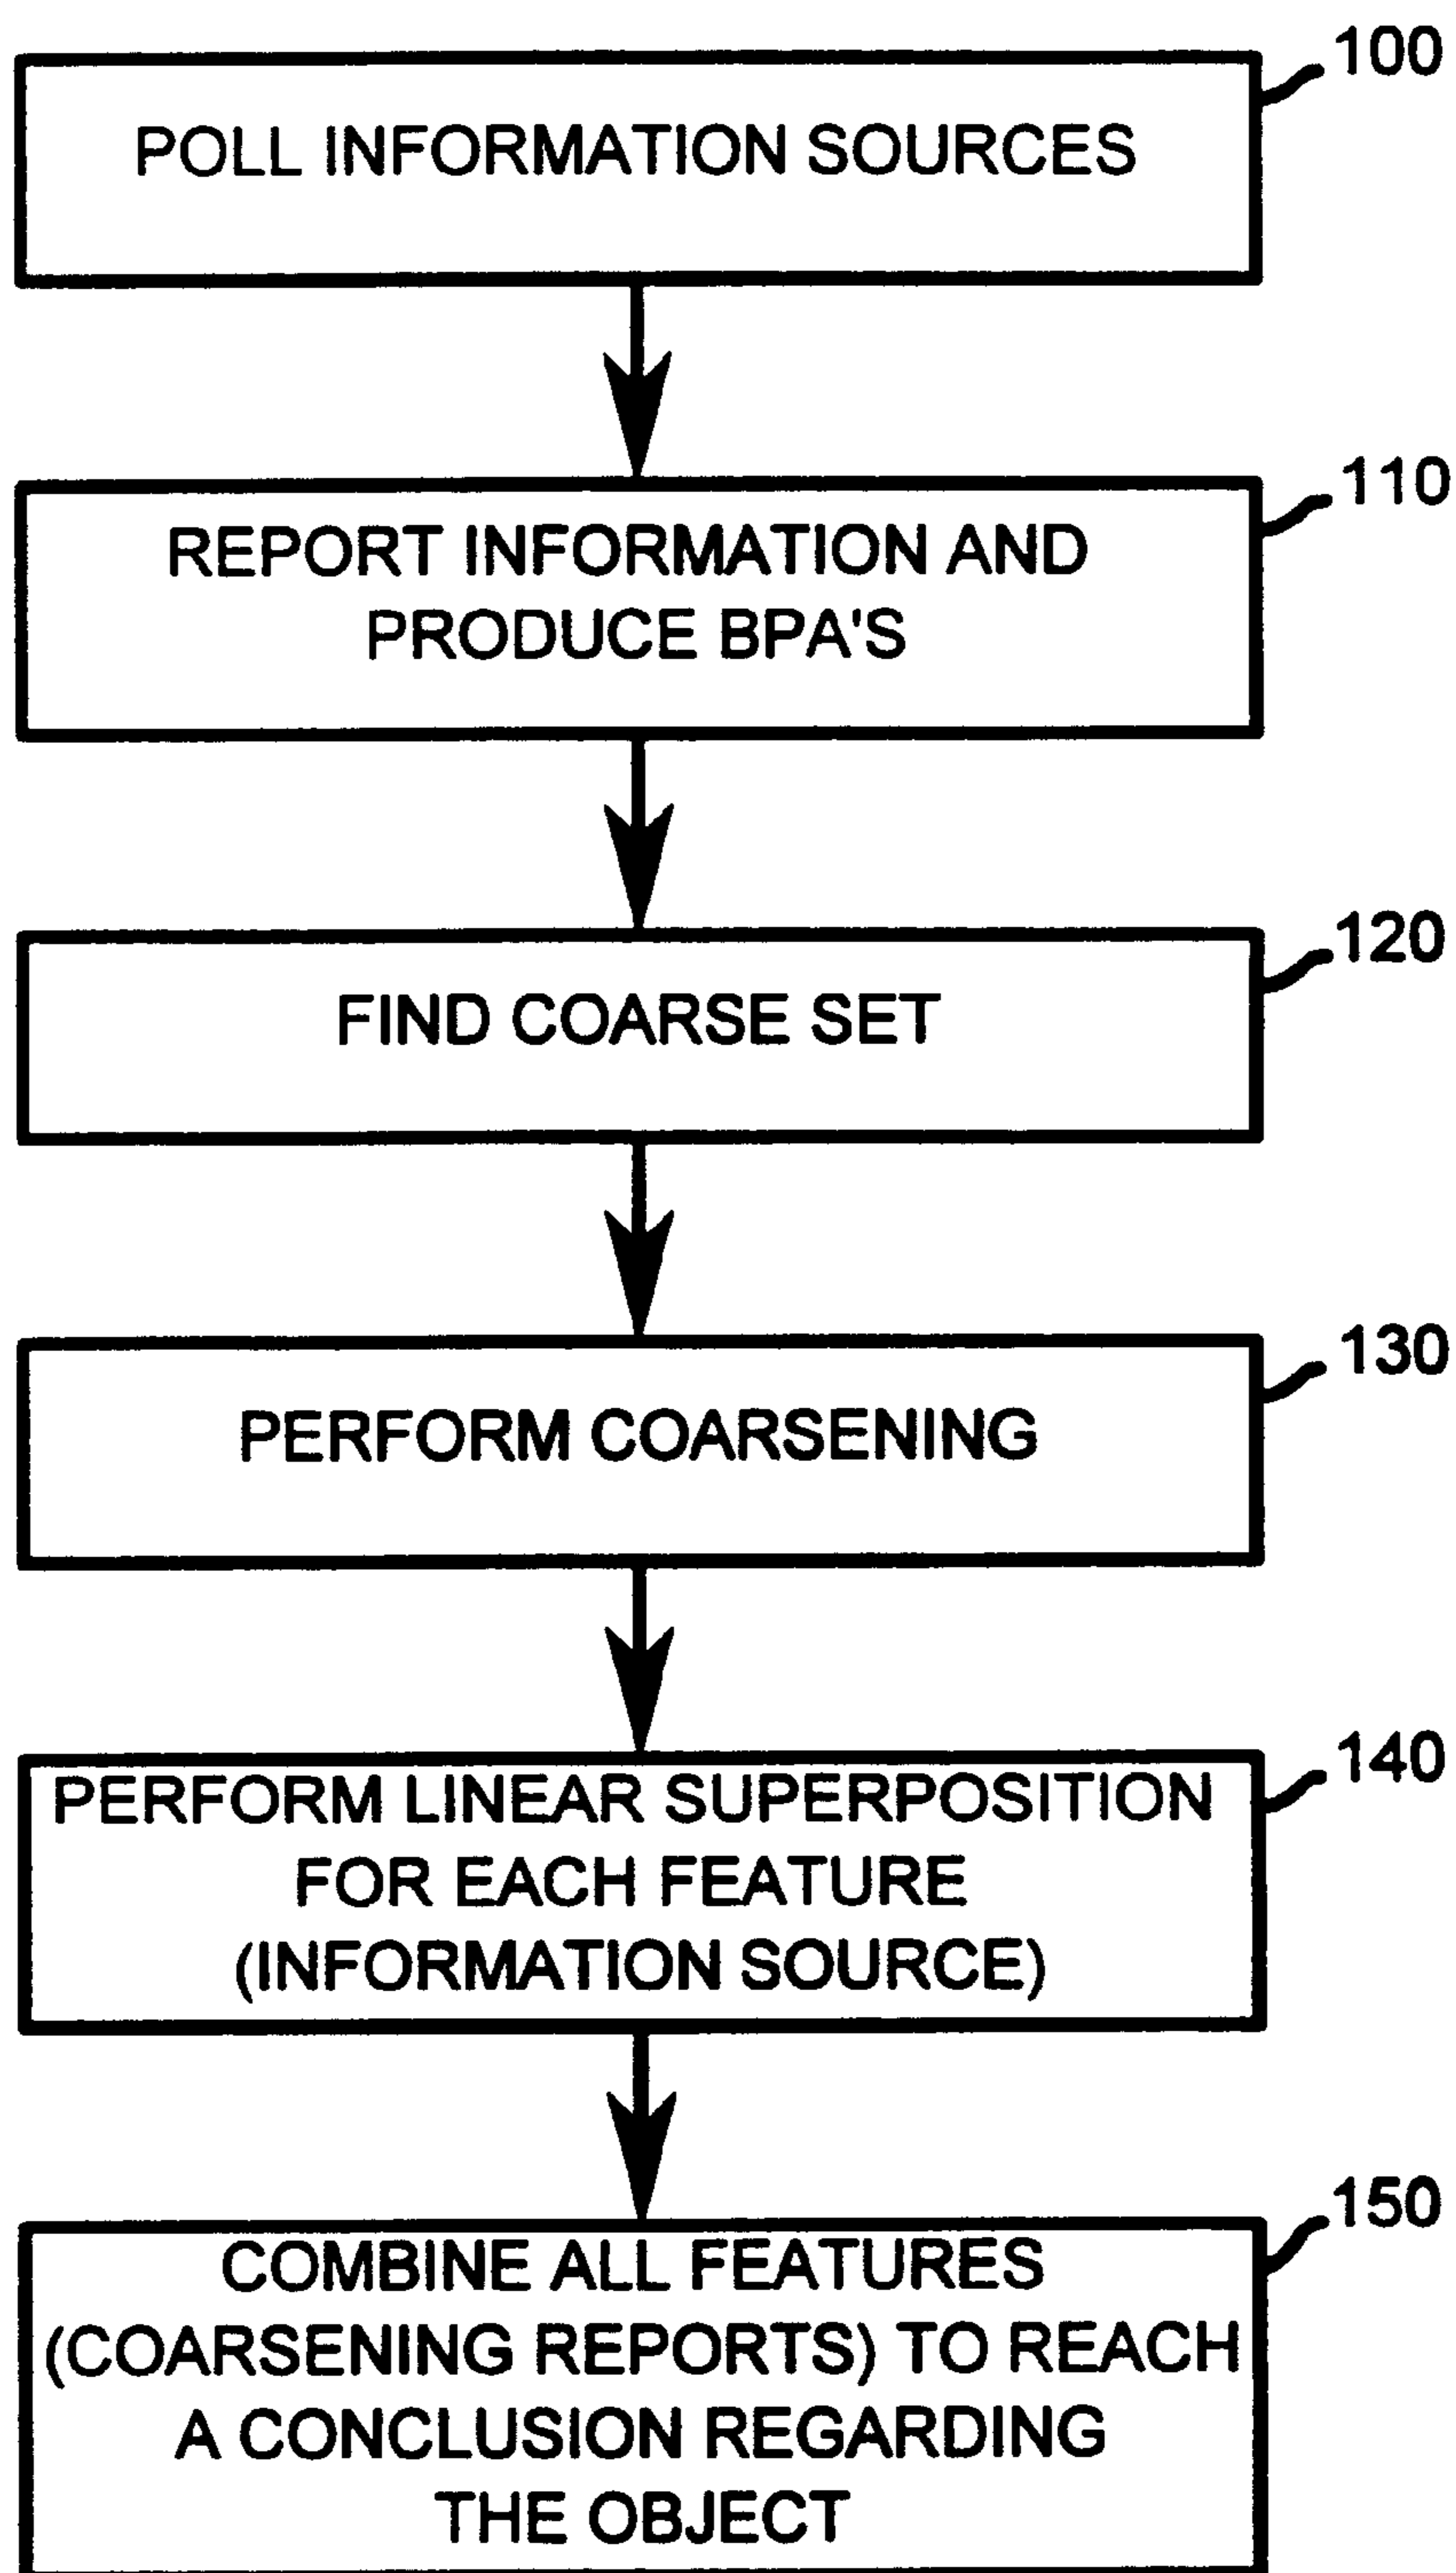 100
POLL INFORMATION SOURCES
110
REPORT INFORMATION AND
PRODUCE BPA'S
120
FIND COARSE SET
130
PERFORM COARSENING
140
PERFORM LINEAR SUPERPOSITION
FOR EACH FEATURE
(INFORMATION SOURCE)
150
COMBINE ALL FEATURES
(COARSENING REPORTS) TO REACH
A CONCLUSION REGARDING
THE OBJECT